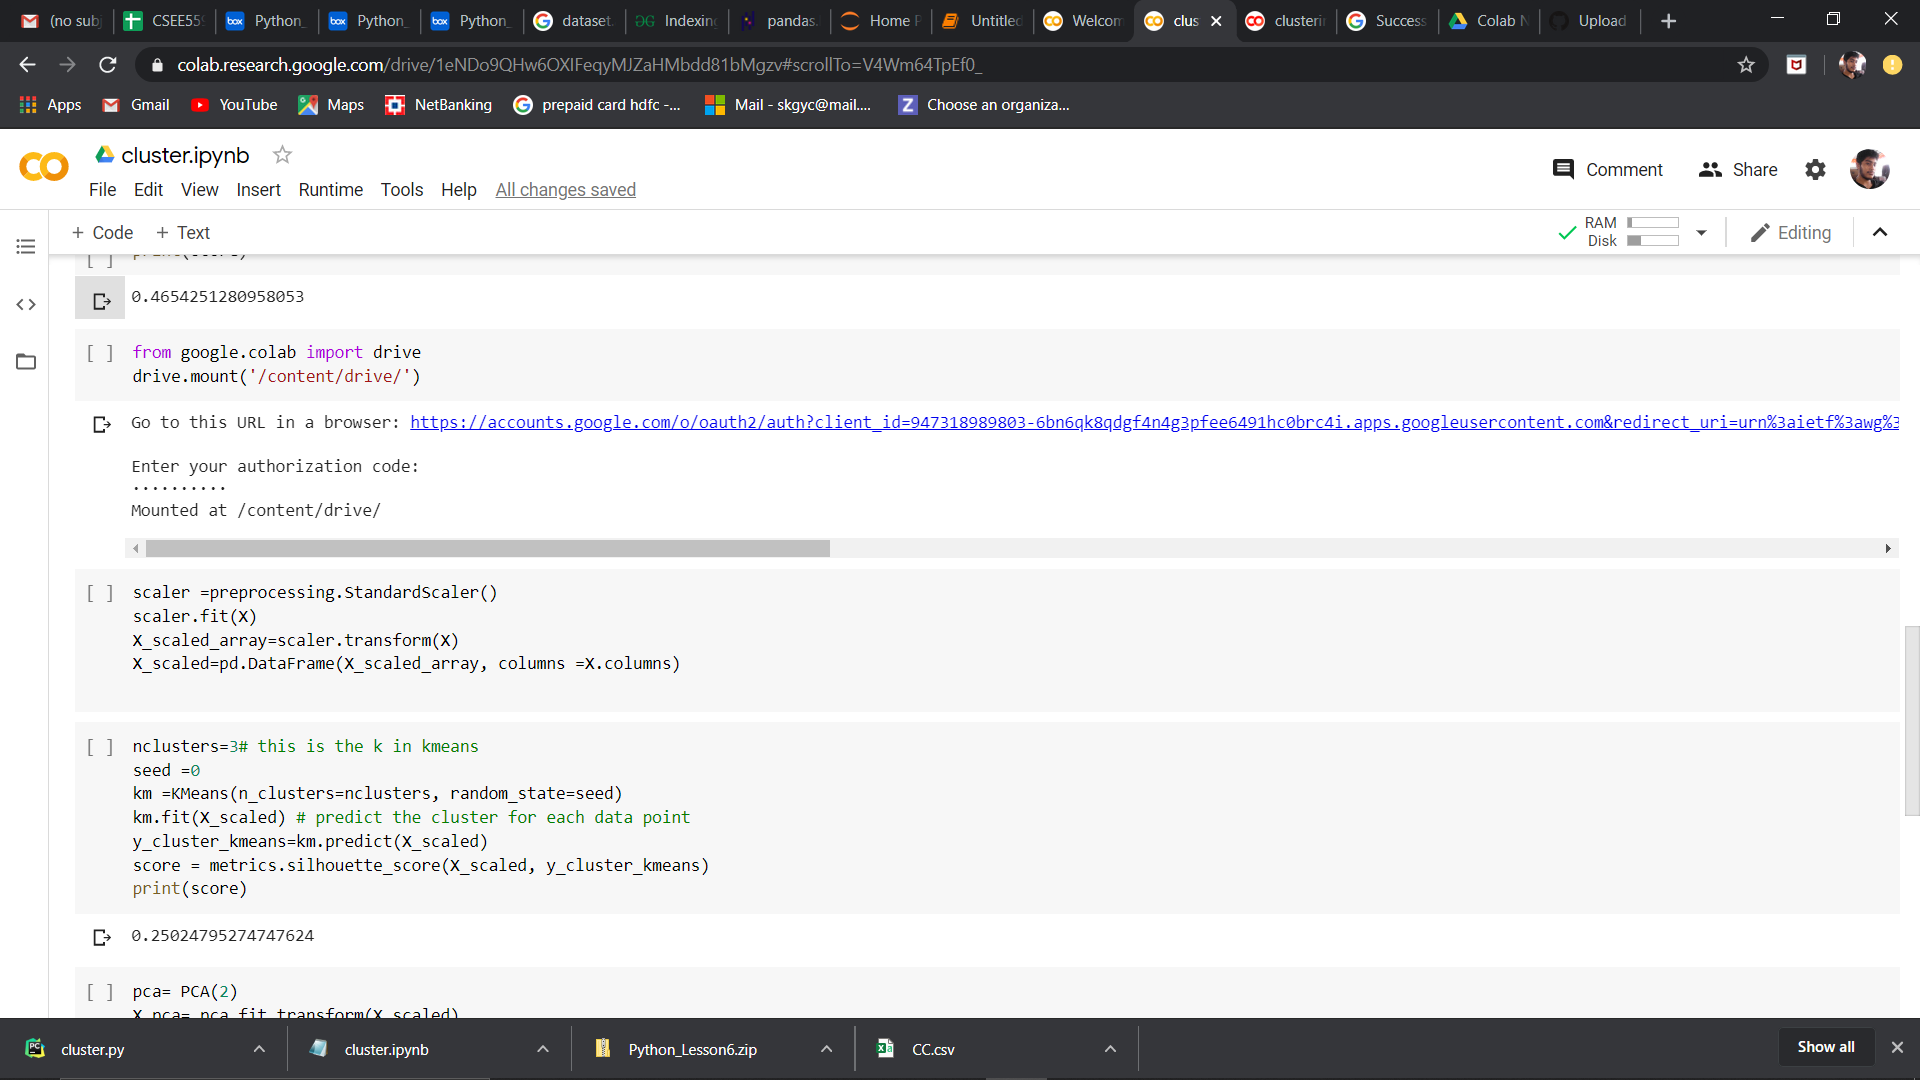 (no sub
CSEE559
Python_
Python_
Python_
dataset.
Indexing
pandas.
Home P
Untitled
Welcom
clus
clusterin
Success
Colab N
Upload
colab.research.google.com/drive/1eNDo9QHw6OXIFeqyMJZaHMbdd81bMgzv#scrollTo=V4Wm64TpEf0_
Apps
Gmail
YouTube
Maps
NetBanking
prepaid card hdfc -...
Mail - skgyc@mail....
Choose an organiza...
cluster.ipynb
File Edit View Insert Runtime Tools Help All changes saved
Comment
Share
+ Code + Text
RAM
Disk
Editing
[ ] print(score)
0.4654251280958053
[ ] from google.colab import drive
drive.mount('/content/drive/')
Go to this URL in a browser: https://accounts.google.com/o/oauth2/auth?client_id=947318989803-6bn6qk8qdgf4n4g3pfee6491hc0brc4i.apps.googleusercontent.com&redirect_uri=urn%3aietf%3awg%3
Enter your authorization code:
··········
Mounted at /content/drive/
[ ] scaler =preprocessing.StandardScaler()
scaler.fit(X)
X_scaled_array=scaler.transform(X)
X_scaled=pd.DataFrame(X_scaled_array, columns =X.columns)
[ ] nclusters=3# this is the k in kmeans
seed =0
km =KMeans(n_clusters=nclusters, random_state=seed)
km.fit(X_scaled) # predict the cluster for each data point
y_cluster_kmeans=km.predict(X_scaled)
score = metrics.silhouette_score(X_scaled, y_cluster_kmeans)
print(score)
0.25024795274747624
[ ] pca= PCA(2)
X_pca= pca.fit_transform(X_scaled)
cluster.py
cluster.ipynb
Python_Lesson6.zip
CC.csv
Show all